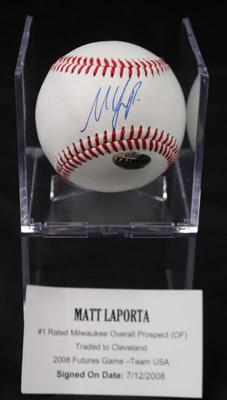 MATT LAPORTA
#1 Rated Milwaukee Overall Prospect (OF)
Traded to Cleveland
2008 Futures Game –Team USA
Signed On Date: 7/12/2008